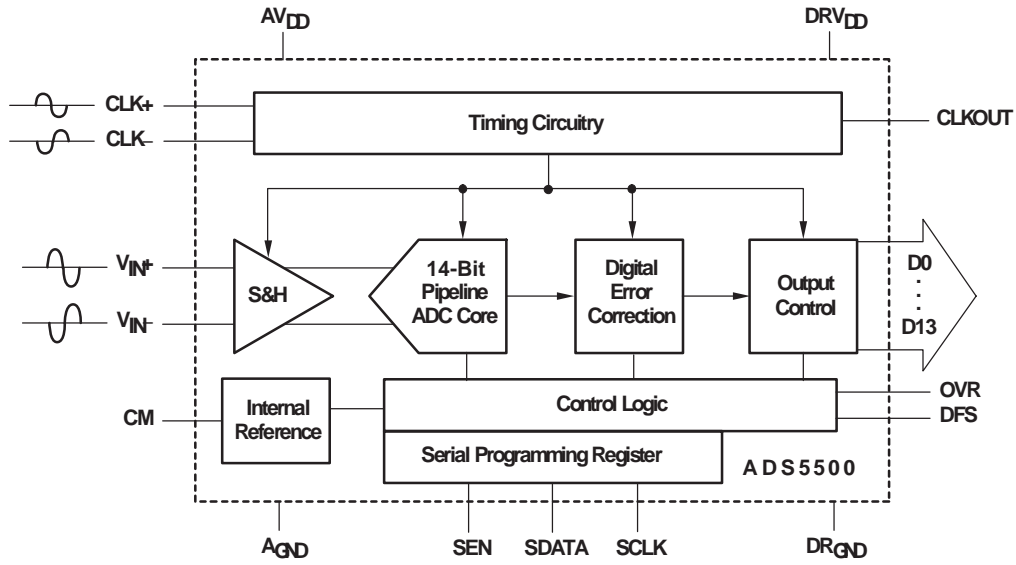 AVDD
DRVDD
CLK+
CLK–
Timing Circuitry
CLKOUT
VIN+
VIN–
S&H
14-Bit
Pipeline
ADC Core
Digital
Error
Correction
Output
Control
D0
.
.
.
.
D13
CM
Internal
Reference
Control Logic
OVR
DFS
Serial Programming Register
ADS5500
AGND
SEN
SDATA
SCLK
DRGND